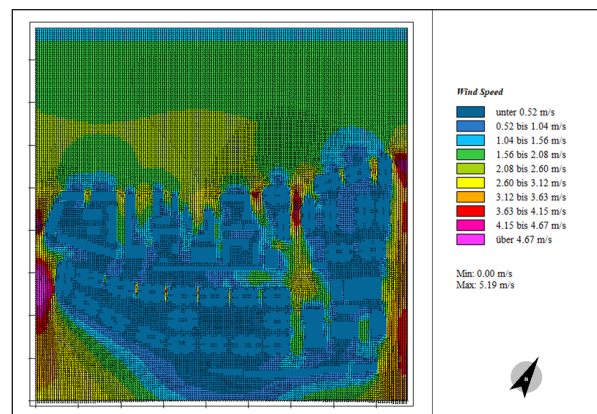 Wind Speed
unter 0.52 m/s
0.52 bis 1.04 m/s
1.04 bis 1.56 m/s
1.56 bis 2.08 m/s
2.08 bis 2.60 m/s
2.60 bis 3.12 m/s
3.12 bis 3.63 m/s
3.63 bis 4.15 m/s
4.15 bis 4.67 m/s
über 4.67 m/s
Min: 0.00 m/s
Max: 5.19 m/s
N